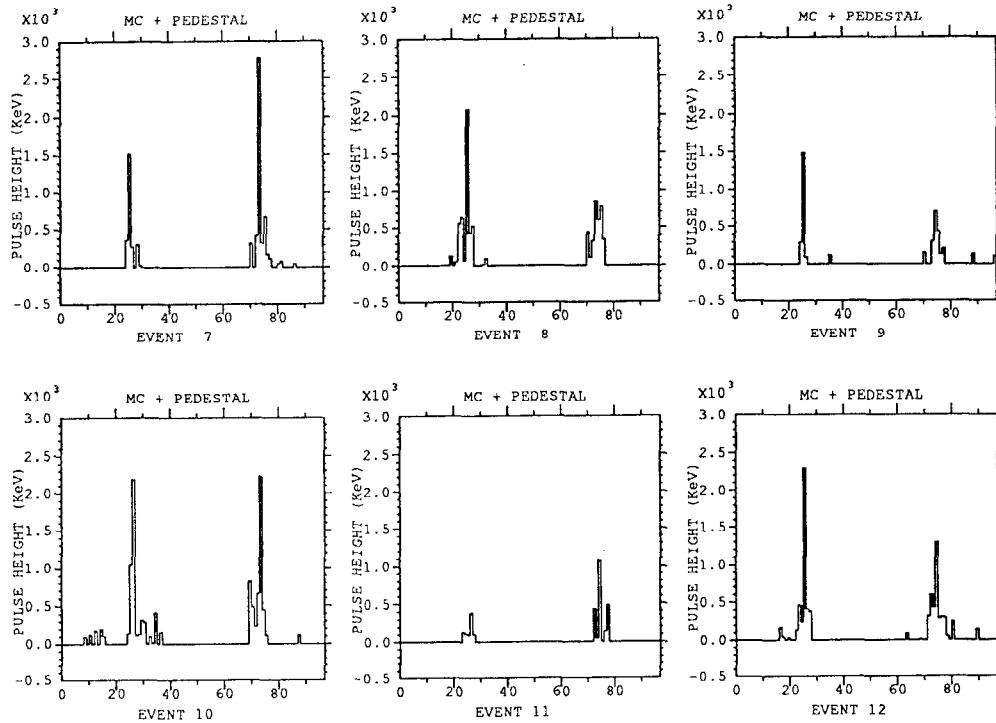 X10³ MC + PEDESTAL
3.0
2.5
2.0
1.5
1.0
0.5
0.0
-0.5
PULSE HEIGHT (KeV)
0 20 40 60 80
EVENT 7
X10³ MC + PEDESTAL
3.0
2.5
2.0
1.5
1.0
0.5
0.0
-0.5
PULSE HEIGHT (KeV)
0 20 40 60 80
EVENT 8
X10³ MC + PEDESTAL
3.0
2.5
2.0
1.5
1.0
0.5
0.0
-0.5
PULSE HEIGHT (KeV)
0 20 40 60 80
EVENT 9
X10³ MC + PEDESTAL
3.0
2.5
2.0
1.5
1.0
0.5
0.0
-0.5
PULSE HEIGHT (KeV)
0 20 40 60 80
EVENT 10
X10³ MC + PEDESTAL
3.0
2.5
2.0
1.5
1.0
0.5
0.0
-0.5
PULSE HEIGHT (KeV)
0 20 40 60 80
EVENT 11
X10³ MC + PEDESTAL
3.0
2.5
2.0
1.5
1.0
0.5
0.0
-0.5
PULSE HEIGHT (KeV)
0 20 40 60 80
EVENT 12